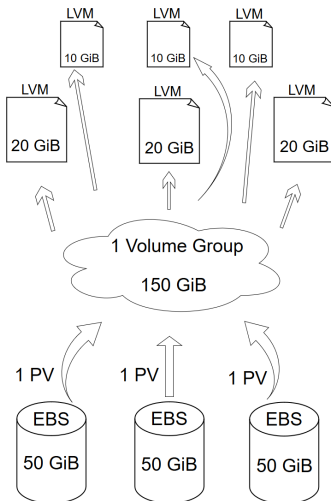 LVM
LVM
LVM
10 GiB
10 GiB
10 GiB
LVM
LVM
LVM
20 GiB
20 GiB
20 GiB
1 Volume Group
150 GiB
1 PV
1 PV
1 PV
EBS
EBS
EBS
50 GiB
50 GiB
50 GiB